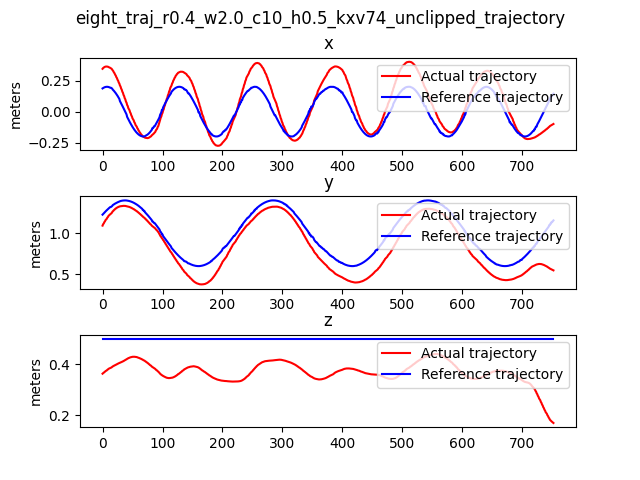 eight_traj_r0.4_w2.0_c10_h0.5_kxv74_unclipped_trajectory
x
meters
0.25
0.00
−0.25
Actual trajectory
Reference trajectory
0 100 200 300 400 500 600 700
y
meters
1.0
0.5
Actual trajectory
Reference trajectory
0 100 200 300 400 500 600 700
z
meters
0.4
0.2
Actual trajectory
Reference trajectory
0 100 200 300 400 500 600 700